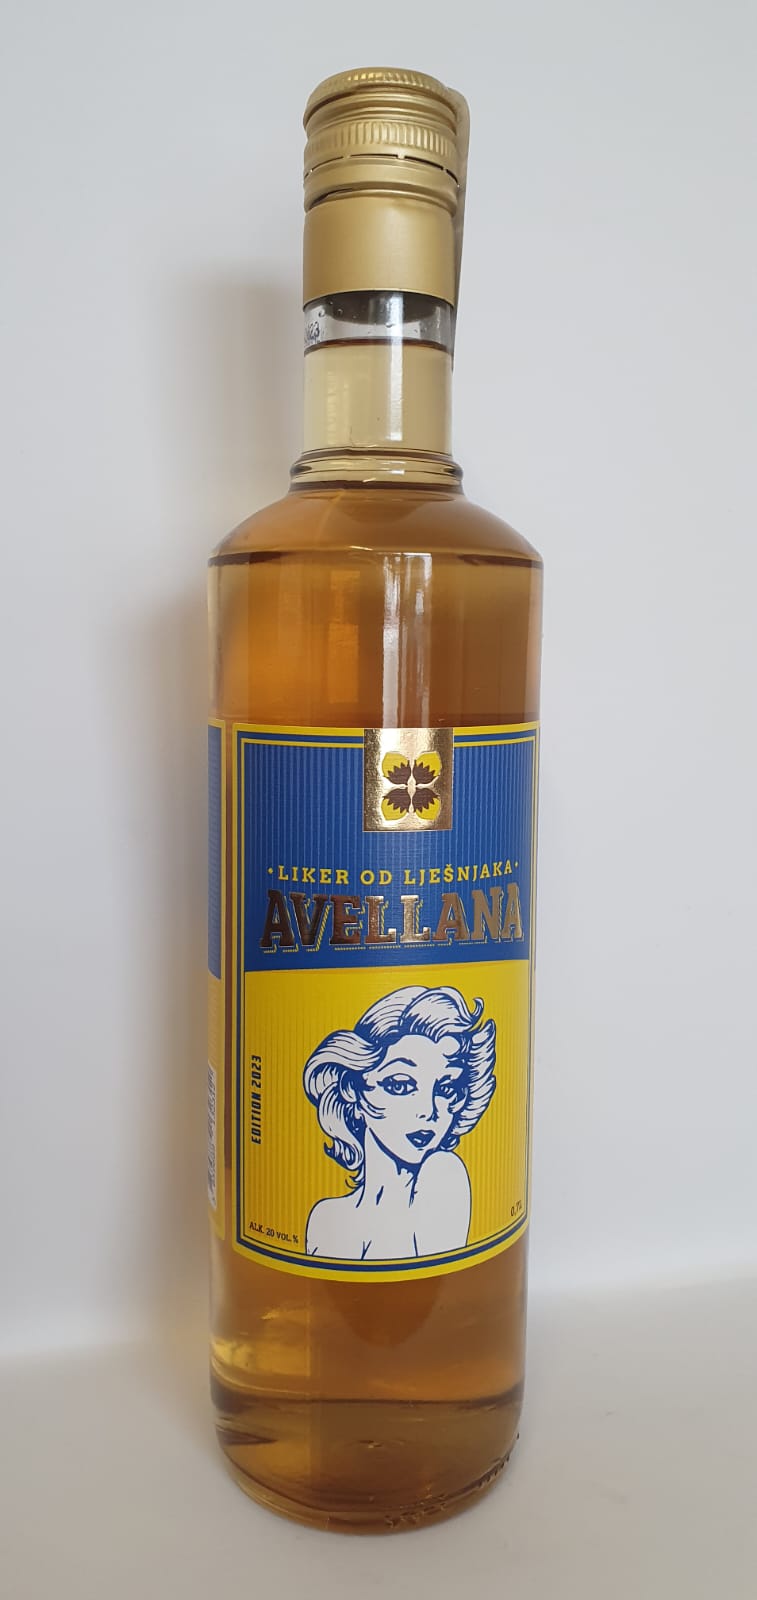 •LIKER OD LJEŠNJAKA•
AVELLANA
EDITION 2023
ALK. 20 VOL.%
0,7L